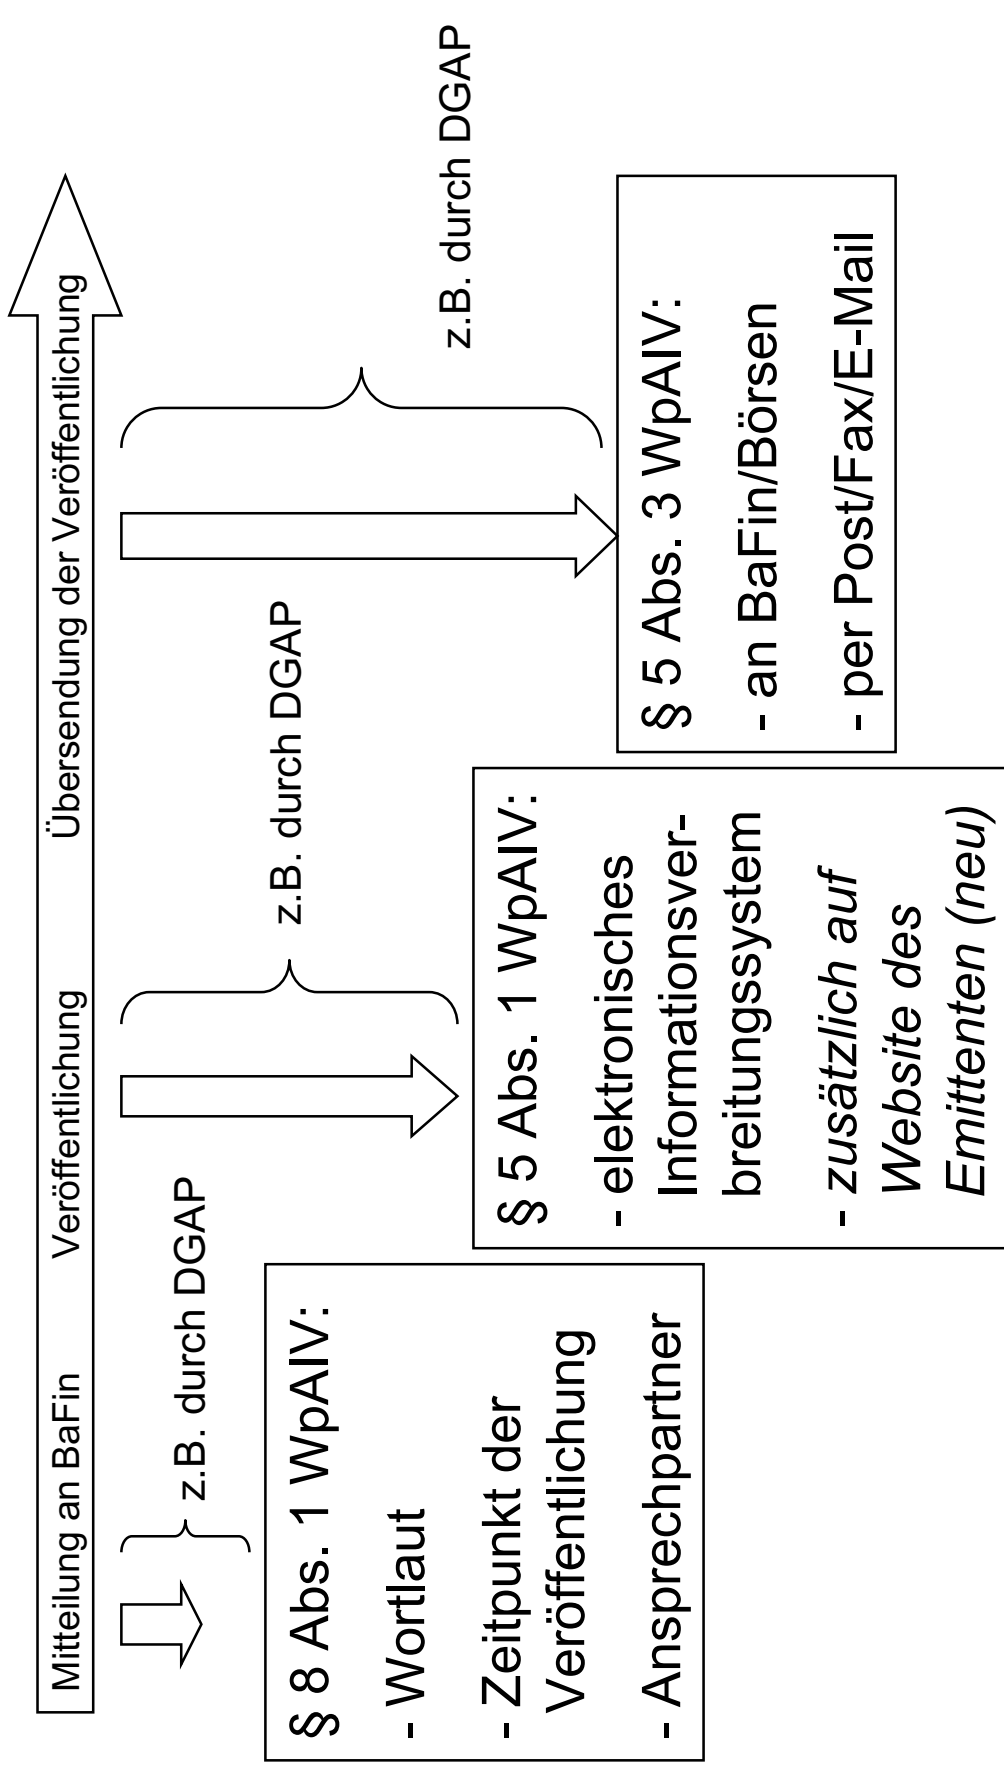 Mitteilung an BaFin
Veröffentlichung
Übersendung der Veröffentlichung
z.B. durch DGAP
§ 8 Abs. 1 WpAIV:
- Wortlaut
- Zeitpunkt der
Veröffentlichung
- Ansprechpartner
z.B. durch DGAP
§ 5 Abs. 1 WpAIV:
- elektronisches
Informationsver-
breitungssystem
- zusätzlich auf
Website des
Emittenten (neu)
z.B. durch DGAP
§ 5 Abs. 3 WpAIV:
- an BaFin/Börsen
- per Post/Fax/E-Mail